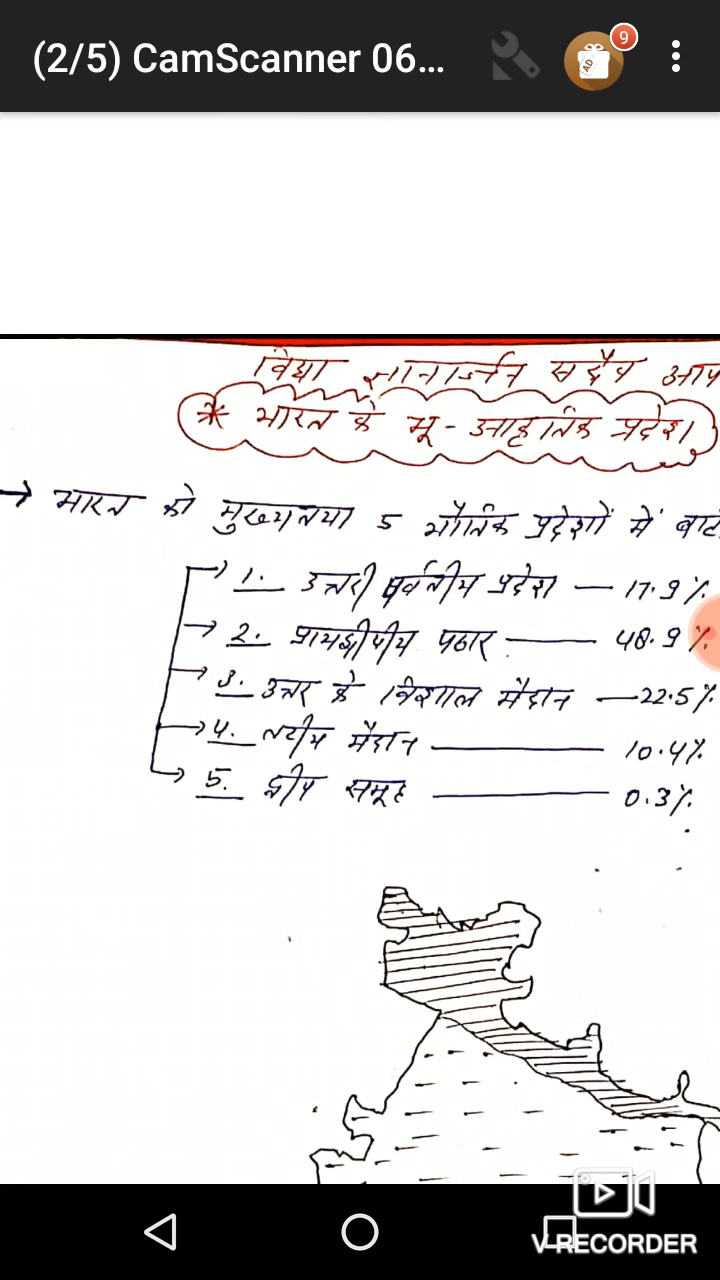 (2/5) CamScanner 06...
9
AD
विद्या ज्ञानार्जन सदैव आप
* भारत के भू-आकृतिक प्रदेश
→ भारत को मुख्यतया 5 भौतिक प्रदेशों में बांट
→ 1. उत्तरी पर्वतीय प्रदेश — 17.9%
→ 2. प्रायद्वीपीय पठार — 48.9%
→ 3. उत्तर के विशाल मैदान — 22.5%
→ 4. तटीय मैदान — 10.4%
→ 5. द्वीप समूह — 0.3%
V RECORDER